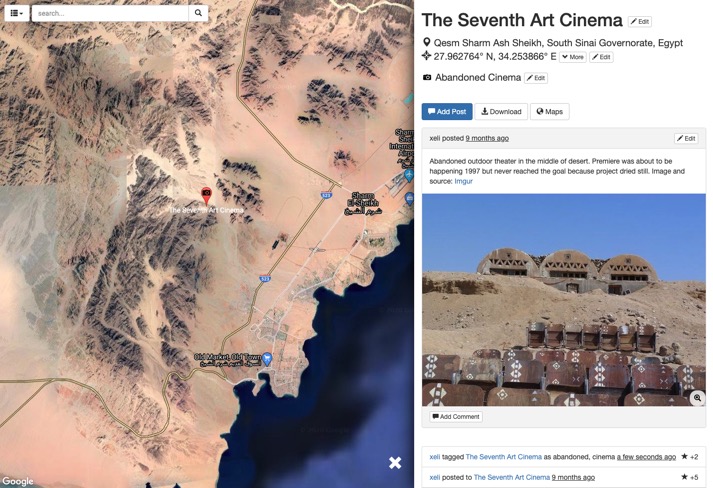 search...
The Seventh Art Cinema
Edit
Qesm Sharm Ash Sheikh, South Sinai Governorate, Egypt
27.962764° N, 34.253866° E
More
Edit
Abandoned Cinema
Edit
Add Post
Download
Maps
xeli posted 9 months ago
Edit
Abandoned outdoor theater in the middle of desert. Premiere was about to be
happening 1997 but never reached the goal because project dried still. Image and
source: Imgur
Add Comment
xeli tagged The Seventh Art Cinema as abandoned, cinema a few seconds ago
+2
xeli posted to The Seventh Art Cinema 9 months ago
+5
Sharm
El-Sheikh
شرم الشيخ
The Seventh Art Cinema
Old Market, Old Town
Google